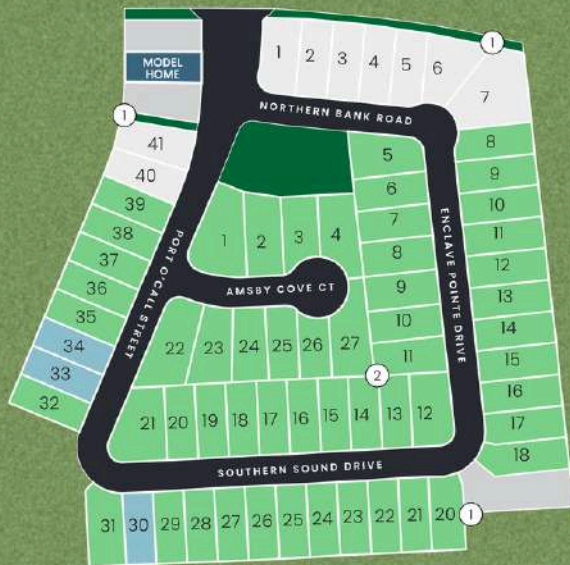 1 2 3 4 5 6 1
MODEL
HOME
7
NORTHERN BANK ROAD
1
41
40
39
38
37
36
35
34
33
32
PORT O'CALL STREET
5
6
7
8
9
10
11
1 2 3 4
AMSBY COVE CT
22 23 24 25 26 27
2
21 20 19 18 17 16 15 14 13 12
ENCLAVE POINTE DRIVE
8
9
10
11
12
13
14
15
16
17
18
SOUTHERN SOUND DRIVE
31 30 29 28 27 26 25 24 23 22 21 20 1